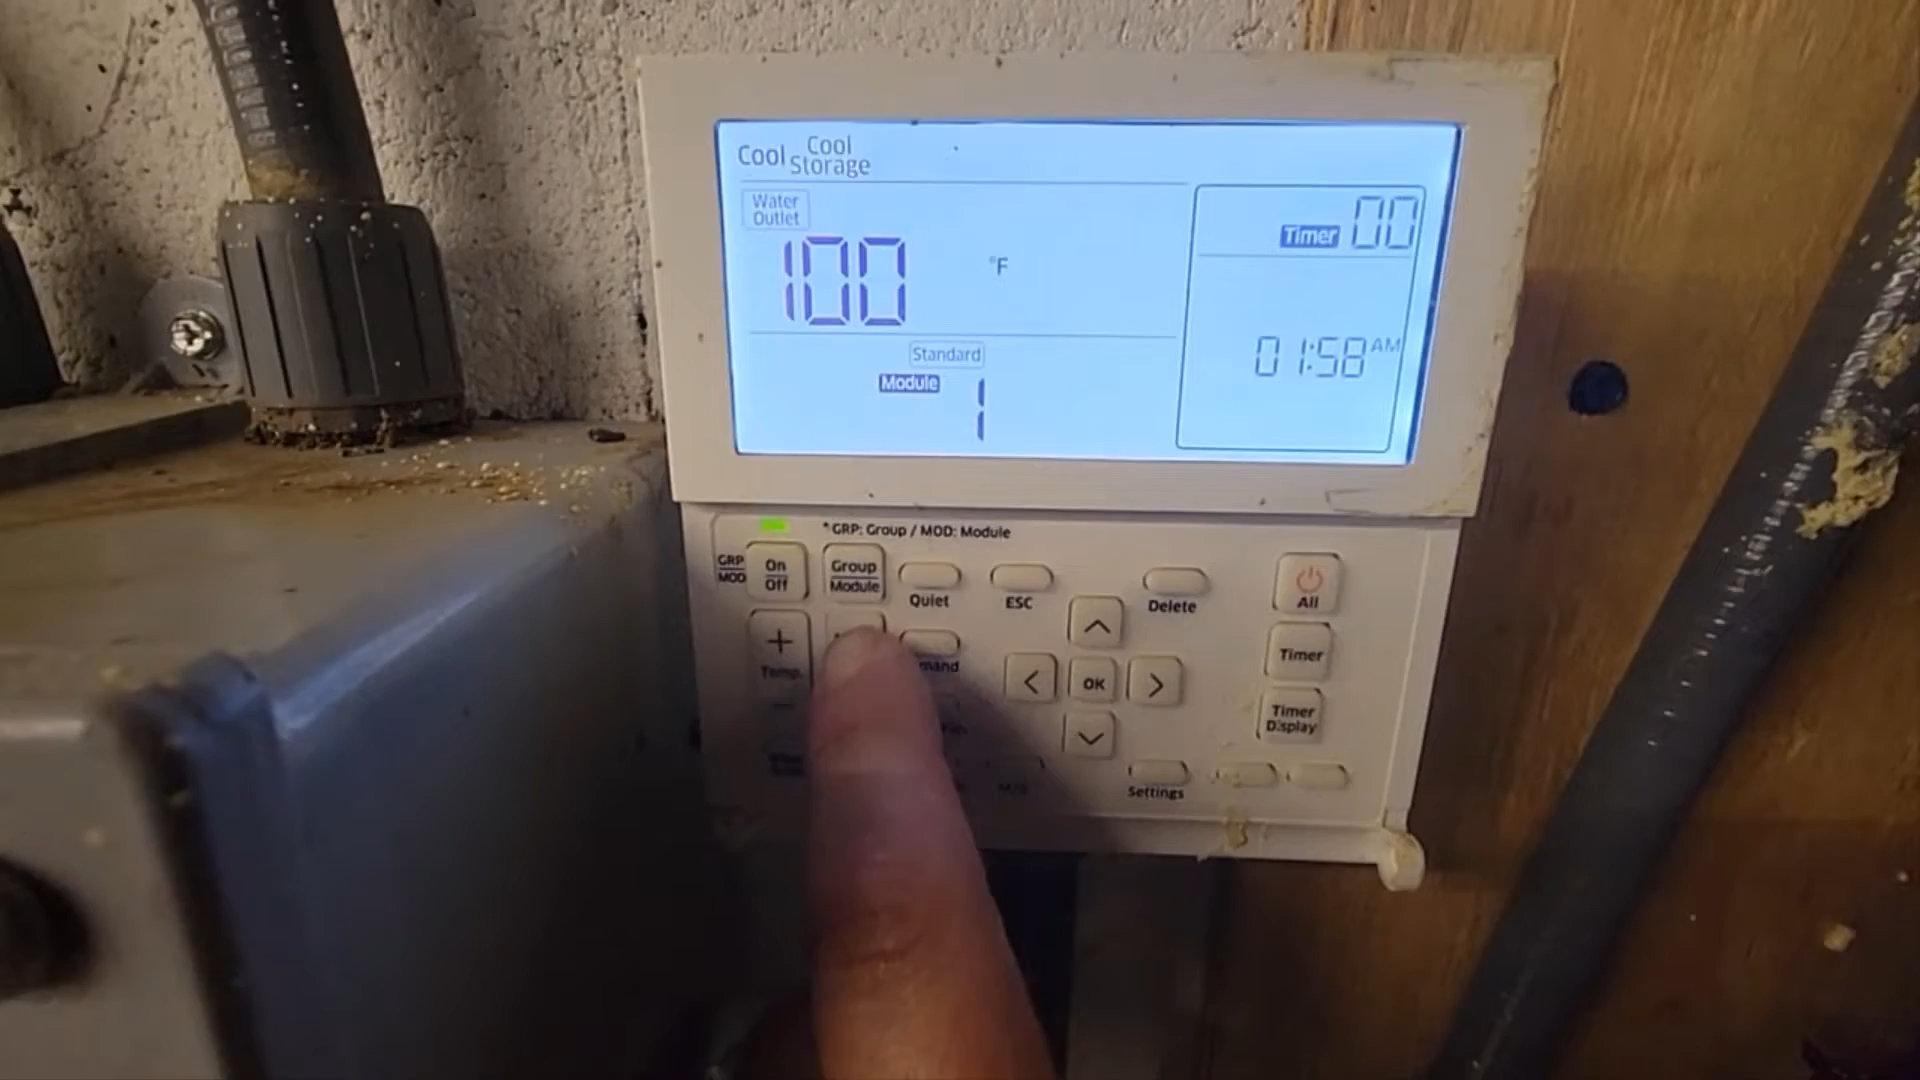 Cool Cool Storage
Water Outlet
100 °F
Timer 00
01:58 AM
Standard
Module 1
* GRP: Group / MOD: Module
GRP MOD
On Off
Group Module
Quiet
ESC
Delete
All
+
Temp.
mand
OK
Timer
Timer Display
Settings